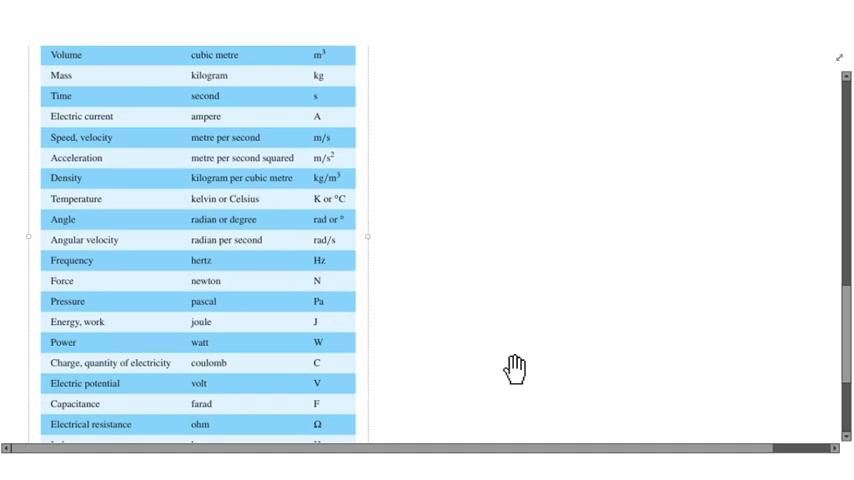 Volume cubic metre m³
Mass kilogram kg
Time second s
Electric current ampere A
Speed, velocity metre per second m/s
Acceleration metre per second squared m/s²
Density kilogram per cubic metre kg/m³
Temperature kelvin or Celsius K or °C
Angle radian or degree rad or °
Angular velocity radian per second rad/s
Frequency hertz Hz
Force newton N
Pressure pascal Pa
Energy, work joule J
Power watt W
Charge, quantity of electricity coulomb C
Electric potential volt V
Capacitance farad F
Electrical resistance ohm Ω